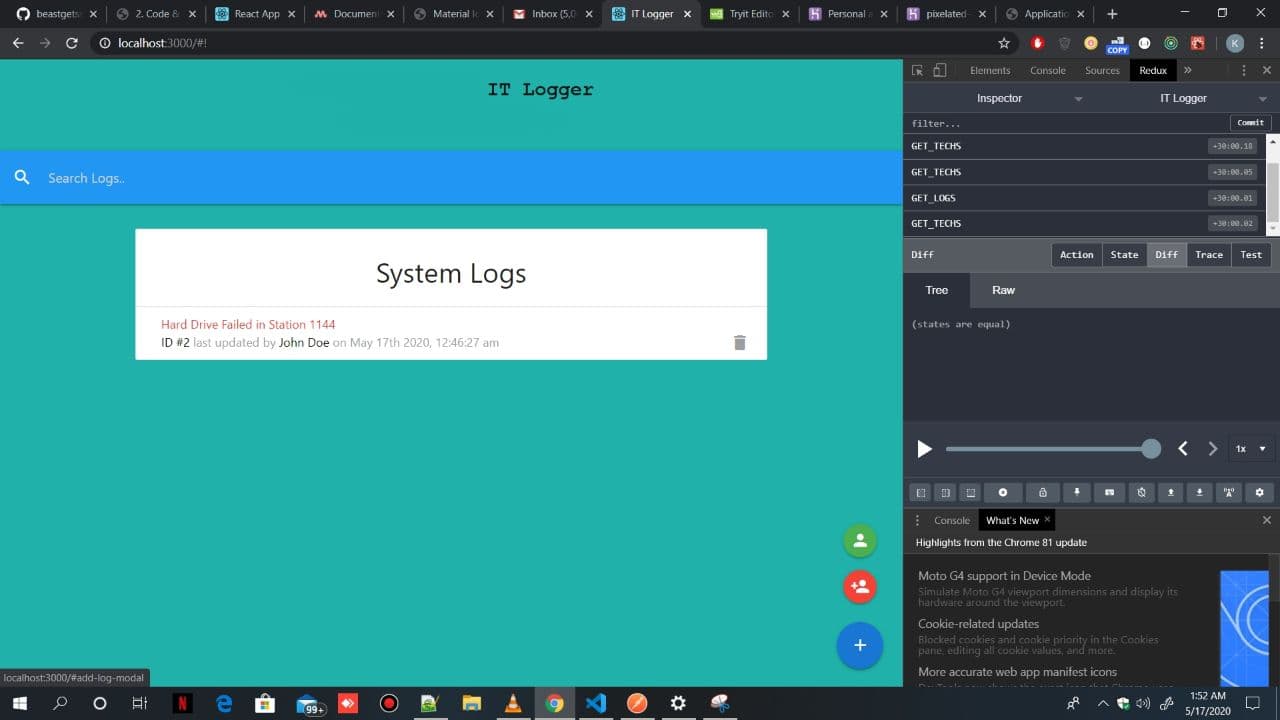 beastgets
2. Code &
React App
Document
Material Ic
Inbox (5,0
IT Logger
Tryit Edito
Personal a
pixelated-
Applicatio
localhost:3000/#!
COPY
K
IT Logger
Search Logs..
System Logs
Hard Drive Failed in Station 1144
ID #2 last updated by John Doe on May 17th 2020, 12:46:27 am
localhost:3000/#add-log-modal
Elements Console Sources Redux »
Inspector IT Logger
filter... Commit
GET_TECHS +30:00.18
GET_TECHS +30:00.05
GET_LOGS +30:00.01
GET_TECHS +30:00.02
Diff Action State Diff Trace Test
Tree Raw
(states are equal)
1x
Console What's New
Highlights from the Chrome 81 update
Moto G4 support in Device Mode
Simulate Moto G4 viewport dimensions and display its
hardware around the viewport.
Cookie-related updates
Blocked cookies and cookie priority in the Cookies
pane, editing all cookie values, and more.
More accurate web app manifest icons
99+
1:52 AM
5/17/2020